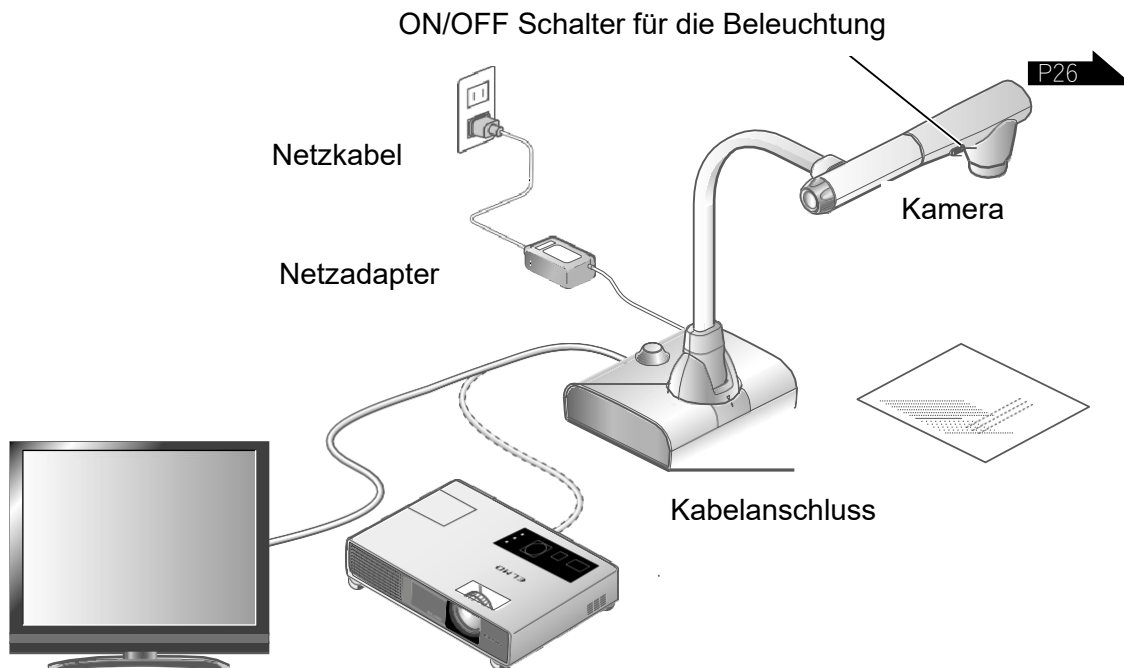 ON/OFF Schalter für die Beleuchtung
P26
Netzkabel
Kamera
Netzadapter
Kabelanschluss
ELMO